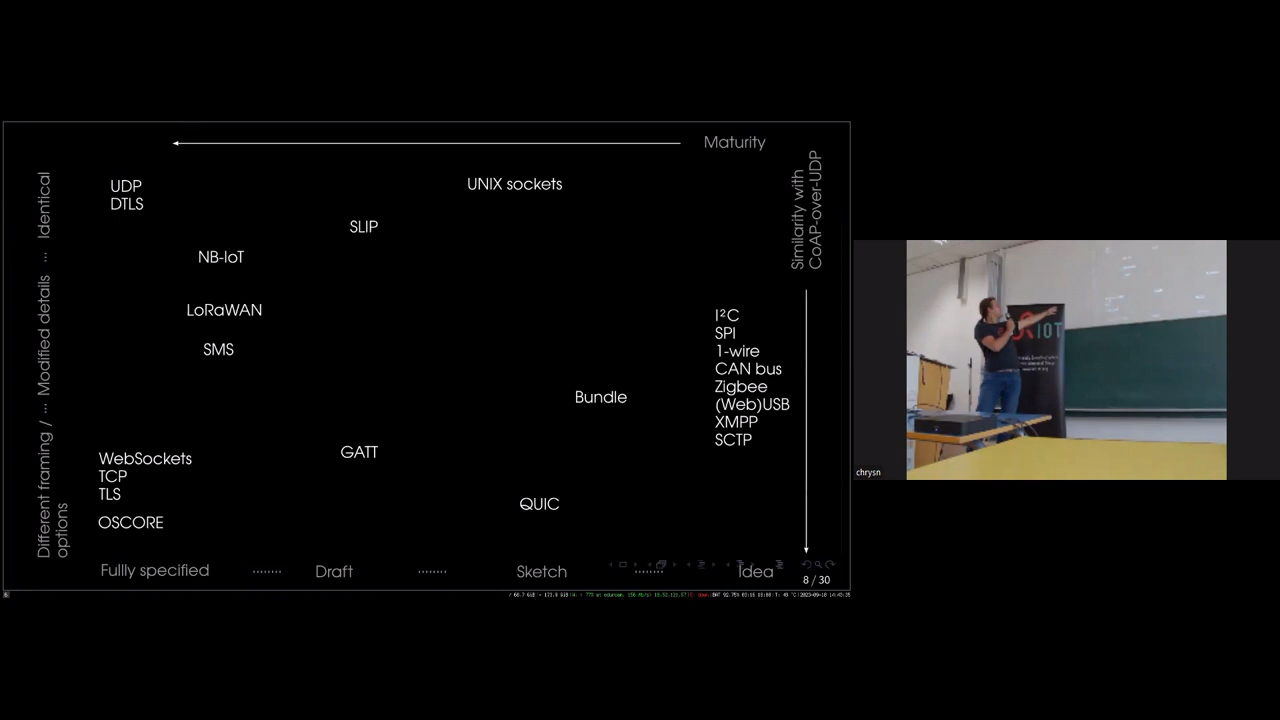 Maturity
Similarity with
CoAP-over-UDP
Different framing / ... Modified details ... Identical
options
UDP
DTLS
UNIX sockets
SLIP
NB-IoT
LoRaWAN
SMS
I²C
SPI
1-wire
CAN bus
Zigbee
(Web)USB
XMPP
SCTP
Bundle
GATT
WebSockets
TCP
TLS
OSCORE
QUIC
Fullly specified ........ Draft ........ Sketch ........ Idea
8 / 30
RIOT
chrysn